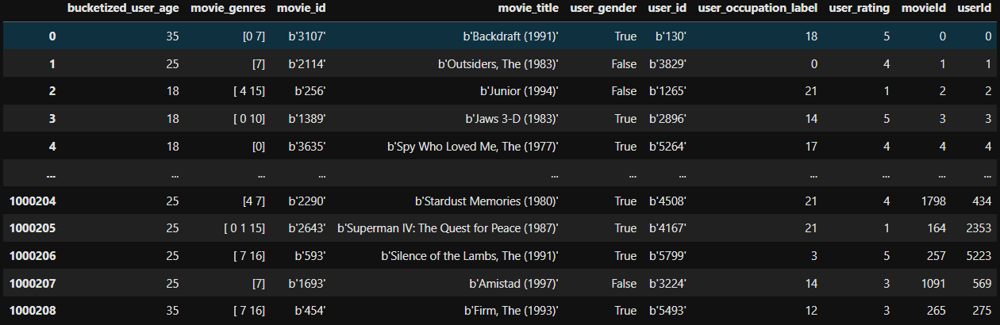 bucketized_user_age movie_genres movie_id movie_title user_gender user_id user_occupation_label user_rating movieId userId
0 35 [0 7] b'3107' b'Backdraft (1991)' True b'130' 18 5 0 0
1 25 [7] b'2114' b'Outsiders, The (1983)' False b'3829' 0 4 1 1
2 18 [ 4 15] b'256' b'Junior (1994)' False b'1265' 21 1 2 2
3 18 [ 0 10] b'1389' b'Jaws 3-D (1983)' True b'2896' 14 5 3 3
4 18 [0] b'3635' b'Spy Who Loved Me, The (1977)' True b'5264' 17 4 4 4
... ... ... ... ... ... ... ... ... ... ...
1000204 25 [4 7] b'2290' b'Stardust Memories (1980)' True b'4508' 21 4 1798 434
1000205 25 [ 0 1 15] b'2643' b'Superman IV: The Quest for Peace (1987)' True b'4167' 21 1 164 2353
1000206 25 [ 7 16] b'593' b'Silence of the Lambs, The (1991)' True b'5799' 3 5 257 5223
1000207 25 [7] b'1693' b'Amistad (1997)' False b'3224' 14 3 1091 569
1000208 35 [ 7 16] b'454' b'Firm, The (1993)' True b'5493' 12 3 265 275